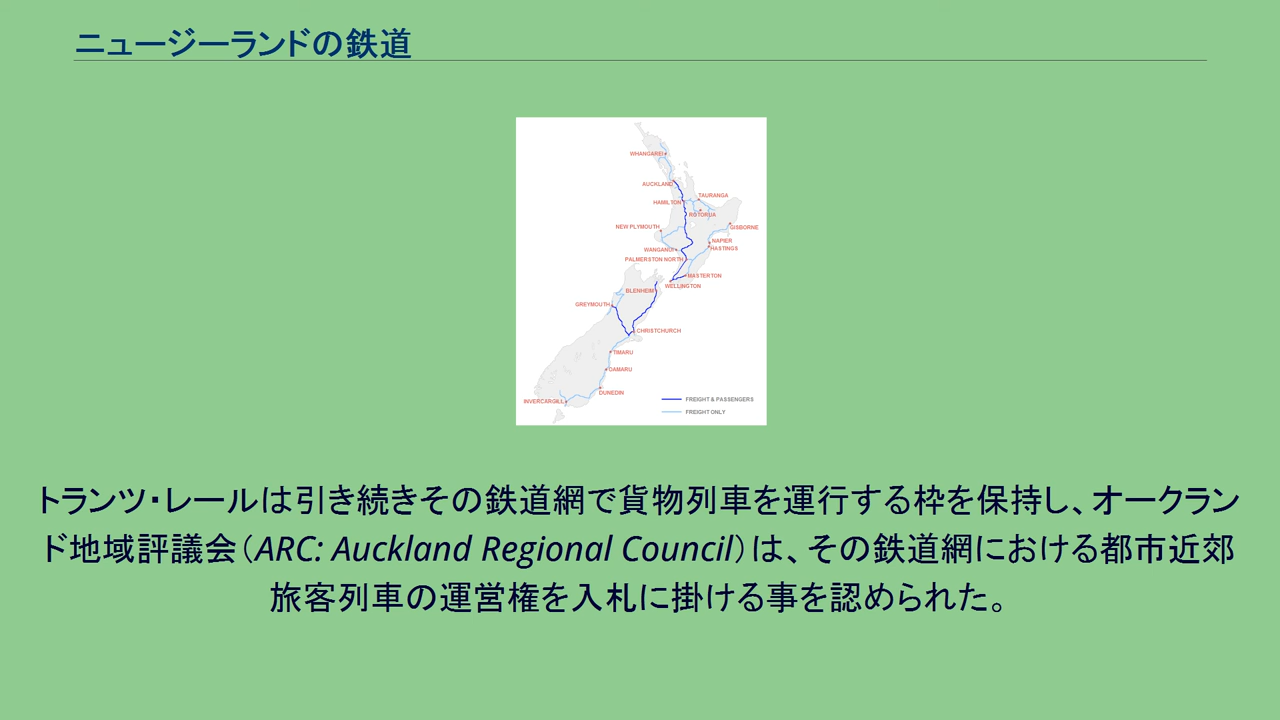 ニュージーランドの鉄道
WHANGAREI
AUCKLAND
TAURANGA
HAMILTON
ROTORUA
NEW PLYMOUTH
GISBORNE
NAPIER
WANGANUI
HASTINGS
PALMERSTON NORTH
MASTERTON
WELLINGTON
BLENHEIM
GREYMOUTH
CHRISTCHURCH
TIMARU
OAMARU
DUNEDIN
INVERCARGILL
FREIGHT & PASSENGERS
FREIGHT ONLY
トランツ・レールは引き続きその鉄道網で貨物列車を運行する枠を保持し、オークラン
ド地域評議会(ARC: Auckland Regional Council)は、その鉄道網における都市近郊
旅客列車の運営権を入札に掛ける事を認められた。